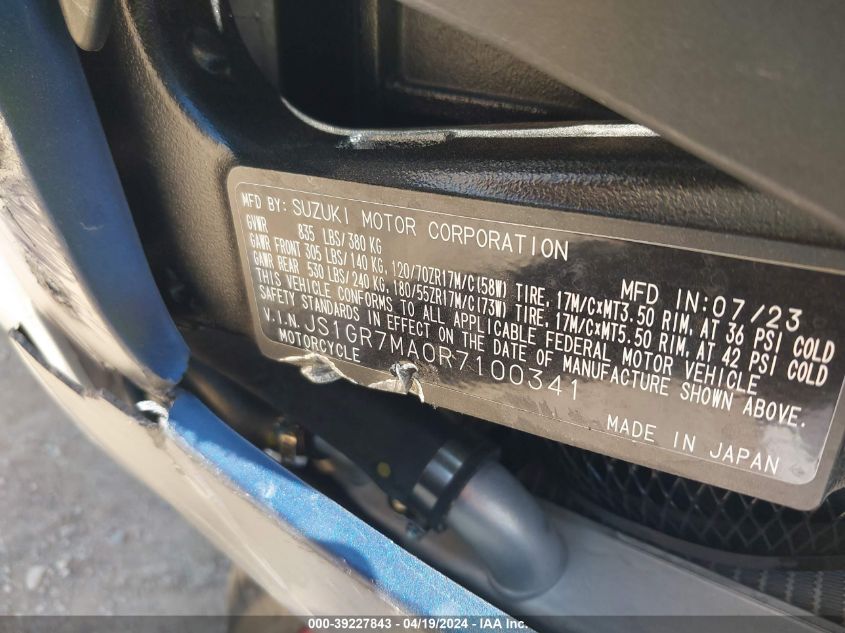 MFD BY: SUZUKI MOTOR CORPORATION
MFD IN: 07/23
GVWR 835 LBS/380 KG
GAWR FRONT 305 LBS/140 KG, 120/70ZR17M/C(58W) TIRE, 17M/C×MT3.50 RIM, AT 36 PSI COLD
GAWR REAR 530 LBS/240 KG, 180/55ZR17M/C(73W) TIRE, 17M/C×MT5.50 RIM, AT 42 PSI COLD
THIS VEHICLE CONFORMS TO ALL APPLICABLE FEDERAL MOTOR VEHICLE
SAFETY STANDARDS IN EFFECT ON THE DATE OF MANUFACTURE SHOWN ABOVE.
V.I.N. JS1GR7MA0R7100341
MOTORCYCLE
MADE IN JAPAN
000-39227843 - 04/19/2024 - IAA Inc.